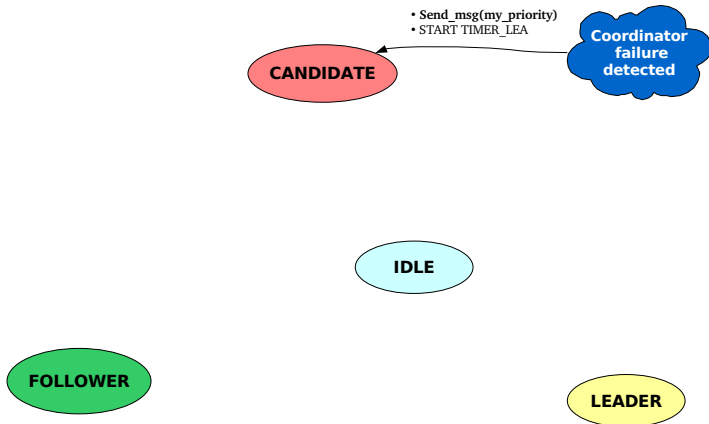 • Send_msg(my_priority)
• START TIMER_LEA
Coordinator
failure
detected
CANDIDATE
IDLE
FOLLOWER
LEADER